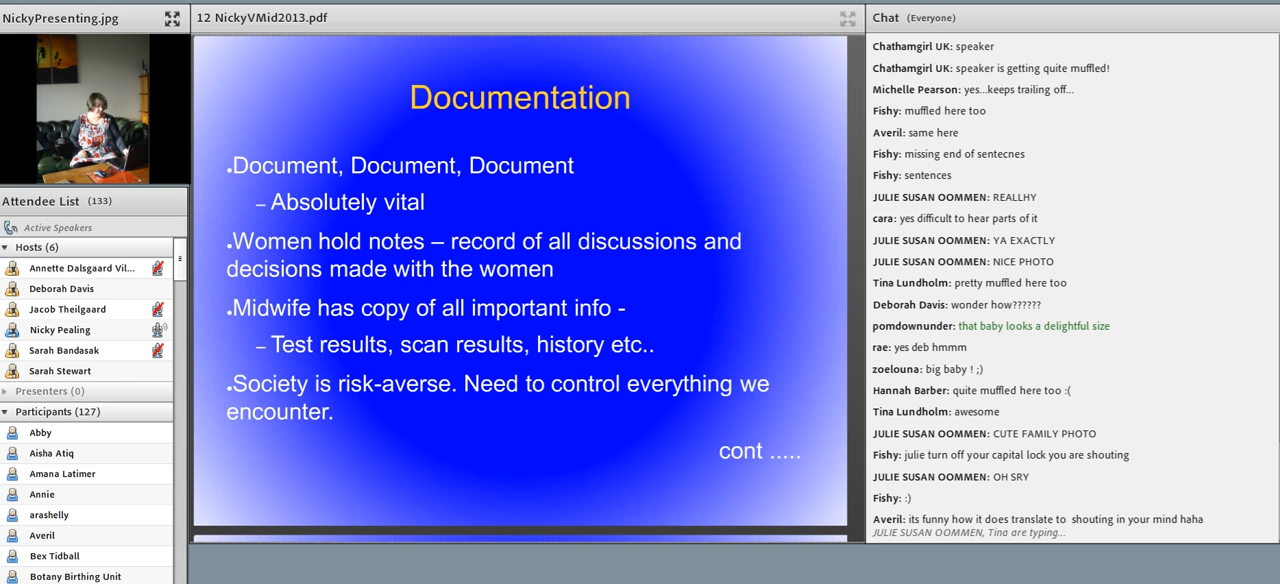 NickyPresenting.jpg
Attendee List (133)
Active Speakers
Hosts (6)
Annette Dalsgaard Vil...
Deborah Davis
Jacob Theilgaard
Nicky Pealing
Sarah Bandasak
Sarah Stewart
Presenters (0)
Participants (127)
Abby
Aisha Atiq
Amana Latimer
Annie
arashelly
Averil
Bex Tidball
Botany Birthing Unit
12 NickyVMid2013.pdf
Documentation
•Document, Document, Document
– Absolutely vital
•Women hold notes – record of all discussions and
decisions made with the women
•Midwife has copy of all important info -
– Test results, scan results, history etc..
•Society is risk-averse. Need to control everything we
encounter.
cont .....
Chat (Everyone)
Chathamgirl UK: speaker
Chathamgirl UK: speaker is getting quite muffled!
Michelle Pearson: yes...keeps trailing off...
Fishy: muffled here too
Averil: same here
Fishy: missing end of sentecnes
Fishy: sentences
JULIE SUSAN OOMMEN: REALLHY
cara: yes difficult to hear parts of it
JULIE SUSAN OOMMEN: YA EXACTLY
JULIE SUSAN OOMMEN: NICE PHOTO
Tina Lundholm: pretty muffled here too
Deborah Davis: wonder how??????
pomdownunder: that baby looks a delightful size
rae: yes deb hmmm
zoelouna: big baby ! ;)
Hannah Barber: quite muffled here too :(
Tina Lundholm: awesome
JULIE SUSAN OOMMEN: CUTE FAMILY PHOTO
Fishy: julie turn off your capital lock you are shouting
JULIE SUSAN OOMMEN: OH SRY
Fishy: :)
Averil: its funny how it does translate to shouting in your mind haha
JULIE SUSAN OOMMEN, Tina are typing...